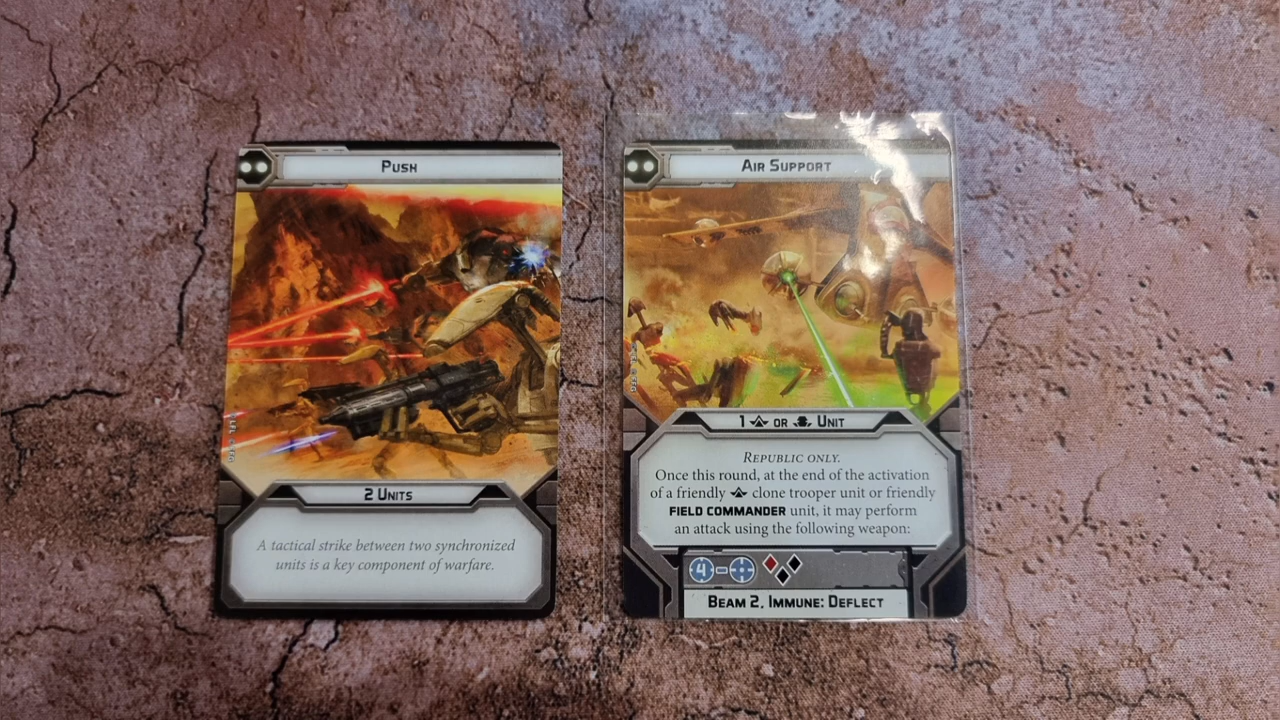 Push
2 Units
A tactical strike between two synchronized
units is a key component of warfare.
Air Support
1 or Unit
Republic only.
Once this round, at the end of the activation
of a friendly clone trooper unit or friendly
FIELD COMMANDER unit, it may perform
an attack using the following weapon:
4 -
Beam 2, Immune: Deflect